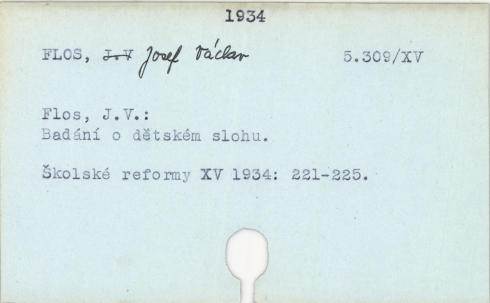 1934
FLOS, J.V Josef Václav 5.309/XV
Flos, J.V.:
Badání o dětském slohu.
Školské reformy XV 1934: 221-225.